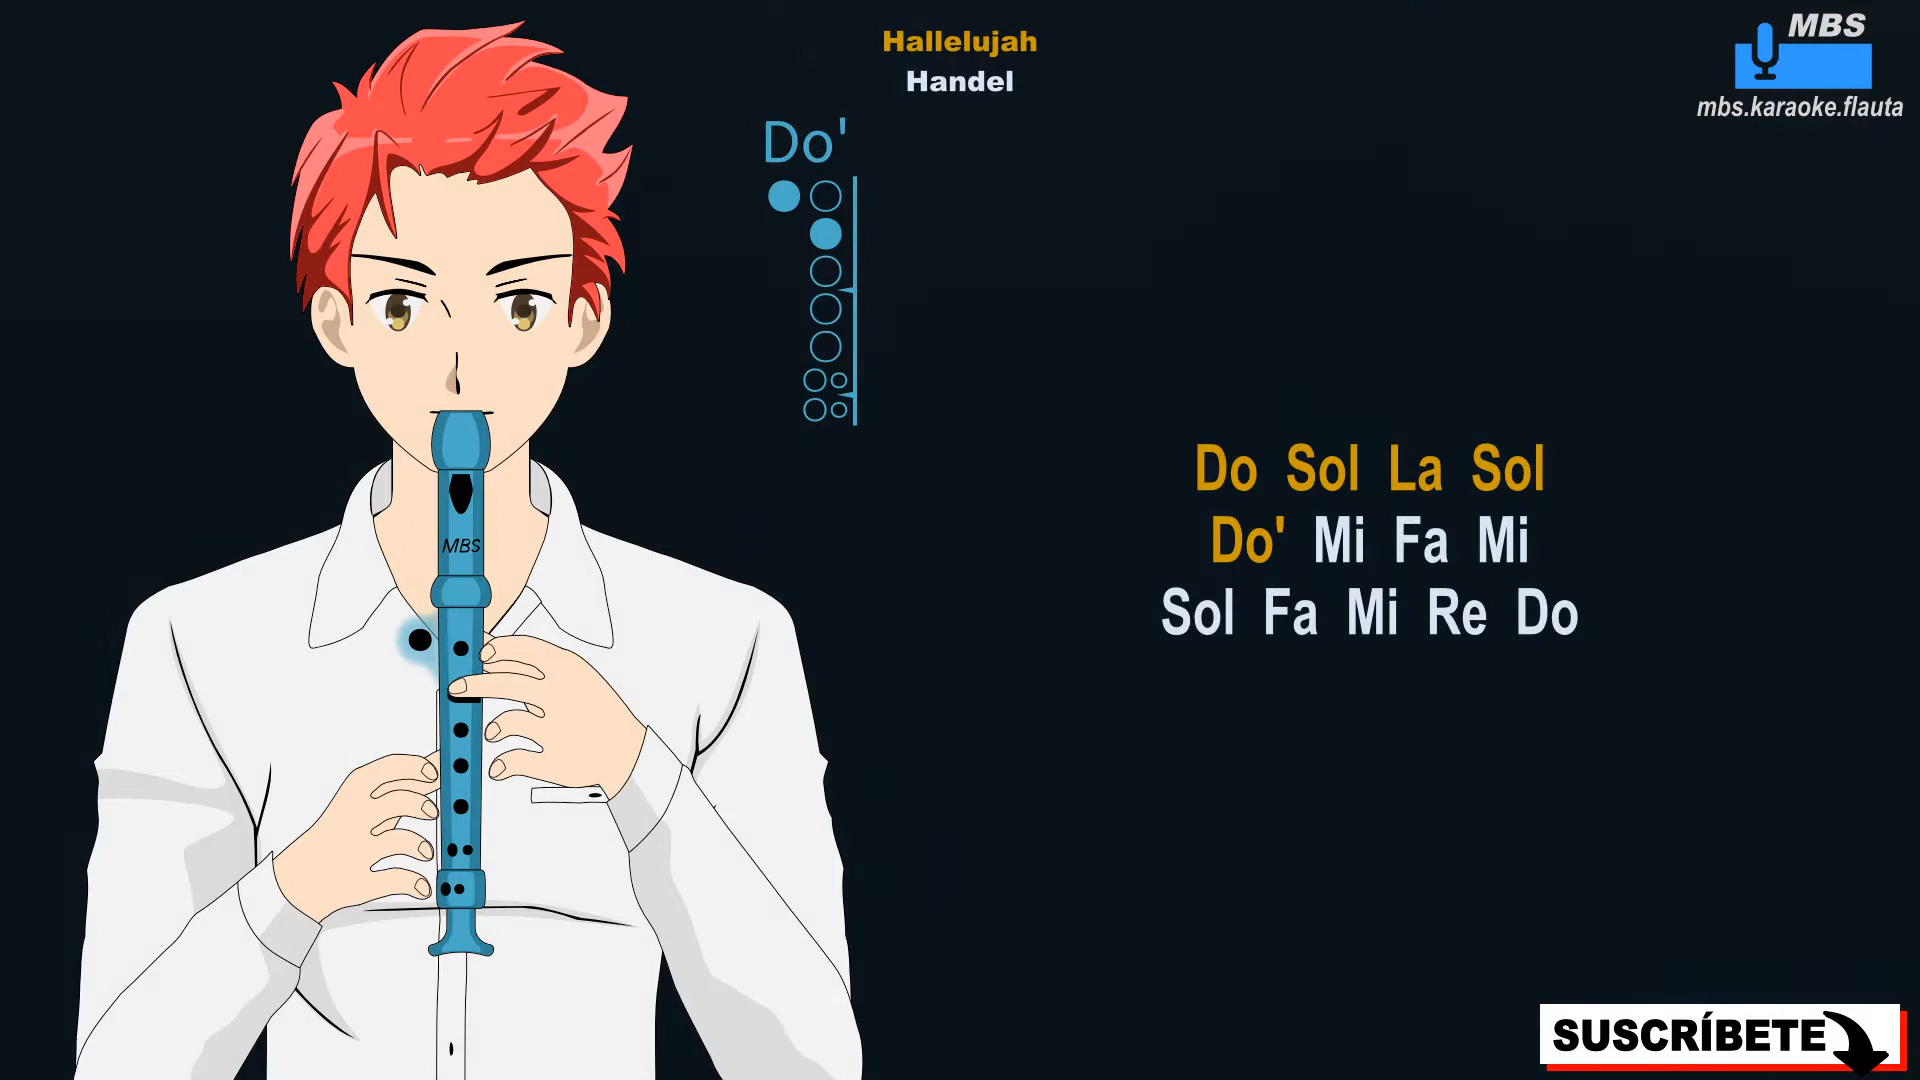 Hallelujah
Handel
MBS
mbs.karaoke.flauta
Do'
MBS
Do Sol La Sol
Do' Mi Fa Mi
Sol Fa Mi Re Do
SUSCRÍBETE